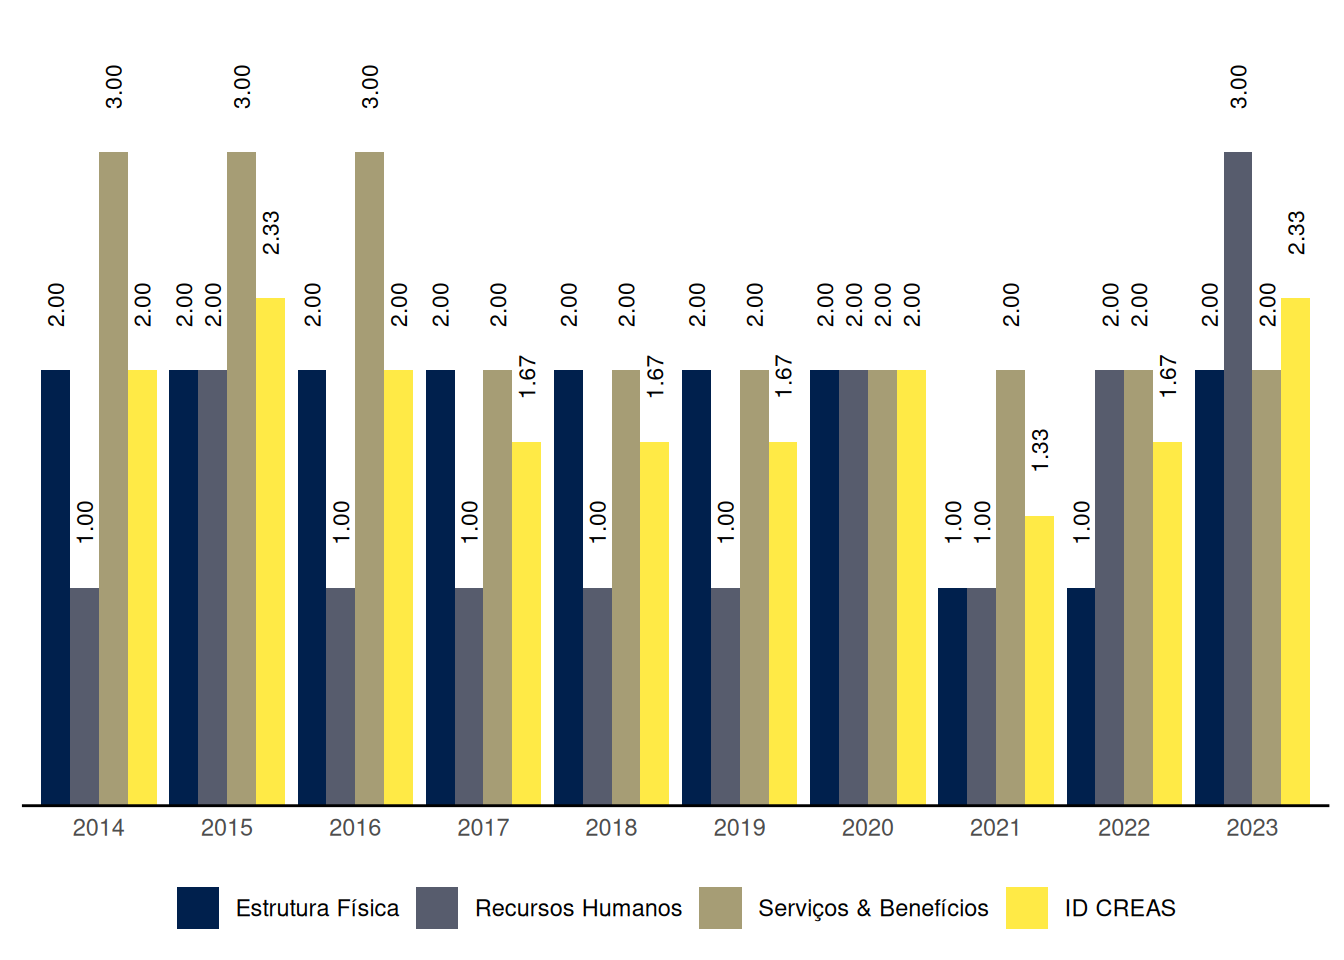 3.00 3.00 3.00 3.00
2.33 2.33
2.00 2.00 2.00 2.00 2.00 2.00 2.00 2.00 2.00 2.00 2.00 2.00 2.00 2.00 2.00 2.00 2.00 2.00 2.00 2.00 2.00 2.00
1.67 1.67 1.67 1.67
1.33
1.00 1.00 1.00 1.00 1.00 1.00 1.00 1.00
2014 2015 2016 2017 2018 2019 2020 2021 2022 2023
Estrutura Física Recursos Humanos Serviços & Benefícios ID CREAS